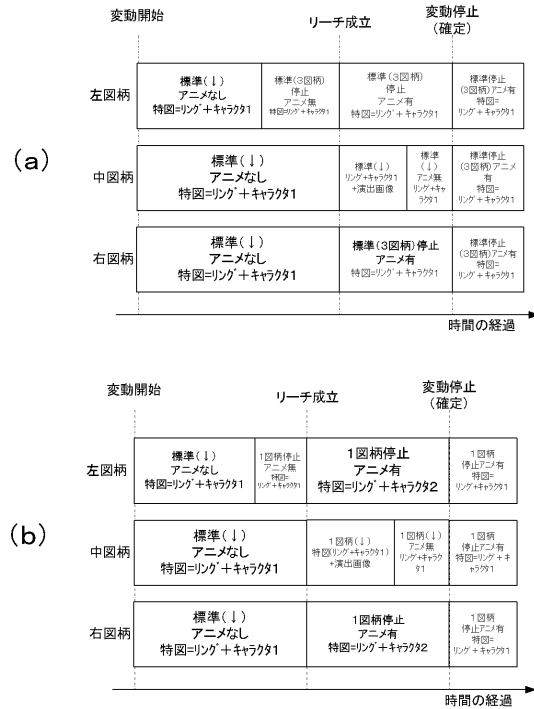 変動開始
リーチ成立
変動停止
(確定)
(a)
左図柄
標準(↓)
アニメなし
特図=リング+キャラクタ1
標準(3図柄)
停止
アニメ無
特図=リング+キャラクタ1
標準(3図柄)
停止
アニメ有
特図=リング+キャラクタ1
標準停止
(3図柄)アニメ有
特図=
リング+キャラクタ1
中図柄
標準(↓)
アニメなし
特図=リング+キャラクタ1
標準(↓)
リング+キャラクタ1
+演出画像
標準
(↓)
アニメ無
リング+キャ
ラクタ1
標準停止
(3図柄)アニメ
有
特図=
リング+キャラクタ1
右図柄
標準(↓)
アニメなし
特図=リング+キャラクタ1
標準(3図柄)停止
アニメ有
特図=リング+キャラクタ1
標準停止
(3図柄)アニメ有
特図=
リング+キャラクタ1
時間の経過
変動開始
リーチ成立
変動停止
(確定)
(b)
左図柄
標準(↓)
アニメなし
特図=リング+キャラクタ1
1図柄停止
アニメ無
特図=
リング+キャラクタ1
1図柄停止
アニメ有
特図=リング+キャラクタ2
1図柄
停止アニメ有
特図=
リング+キャラクタ1
中図柄
標準(↓)
アニメなし
特図=リング+キャラクタ1
1図柄(↓)
特図(リング+キャラクタ1)
+演出画像
1図柄(↓)
アニメ無
リング+キャラク
タ1
1図柄
停止アニメ有
特図=リング+キ
ャラクタ1
右図柄
標準(↓)
アニメなし
特図=リング+キャラクタ1
1図柄停止
アニメ有
特図=リング+キャラクタ2
1図柄
停止アニメ有
特図=
リング+キャラクタ1
時間の経過